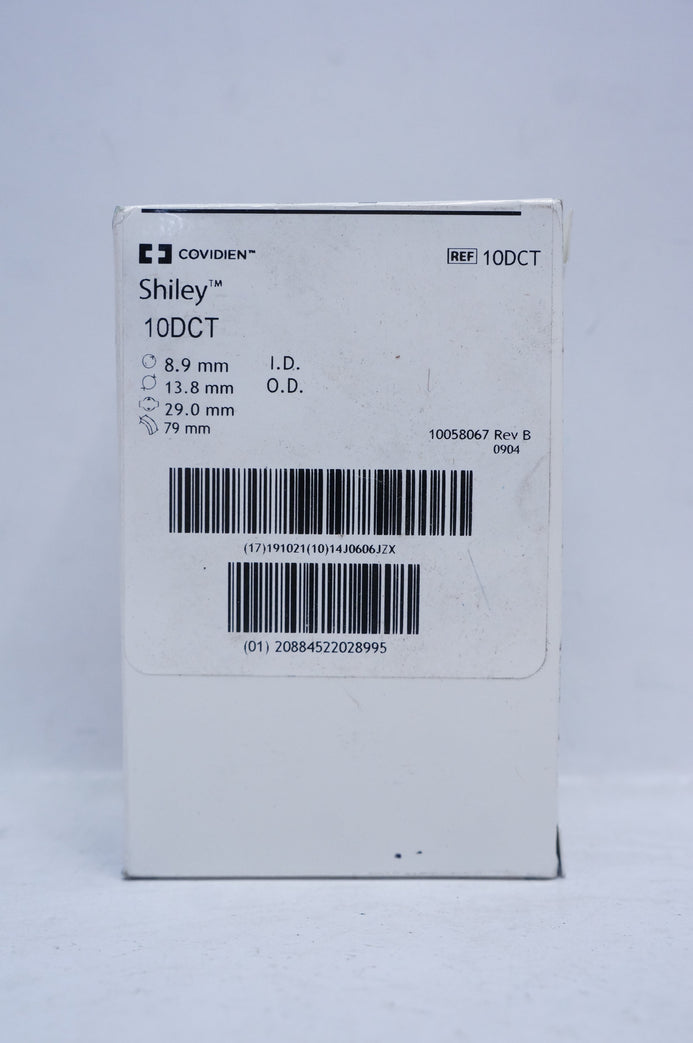 COVIDIEN™
REF 10DCT
Shiley™
10DCT
8.9 mm I.D.
13.8 mm O.D.
29.0 mm
79 mm
10058067 Rev B
0904
(17)191021(10)14J0606JZX
(01) 20884522028995